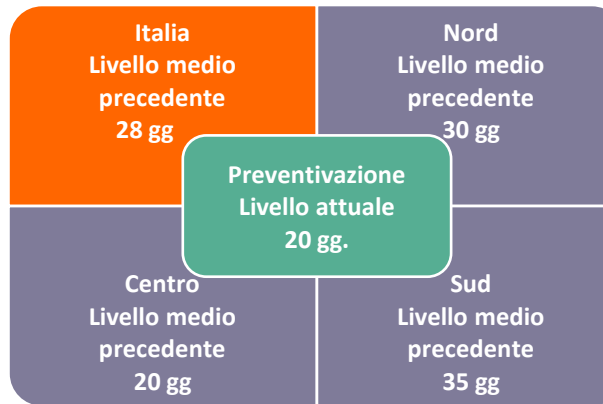 Italia
Livello medio
precedente
28 gg
Nord
Livello medio
precedente
30 gg
Preventivazione
Livello attuale
20 gg.
Centro
Livello medio
precedente
20 gg
Sud
Livello medio
precedente
35 gg